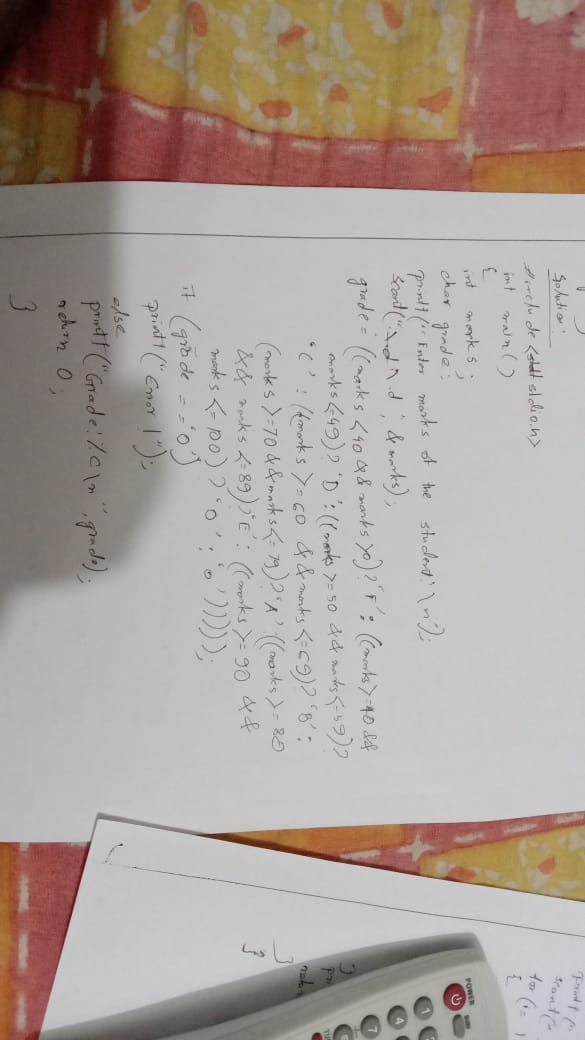 Solution:
#include <stdio.h>
int main()
{
int marks;
char grade;
printf("Enter marks of the student:\n");
scanf("%d", &marks);
grade = ((marks <40 && marks >0)?'F': ((marks>=40 &&
marks<=49)?'D':((marks>=50 && marks<=59)?
'C' : ((marks >=60 && marks<=69)?'B':
(marks>=70 && marks<=79)?'A':((marks>=80
&& marks <=89)?'E': ((marks>=90 &&
marks <=100)?'O':'0')))));
if (grade =='0')
printf("Error!");
else
printf("Grade:%c\n",grade);
return 0;
}
printf("
scanf("
for(i=1
{
POWER
1
4
7
}
}
}